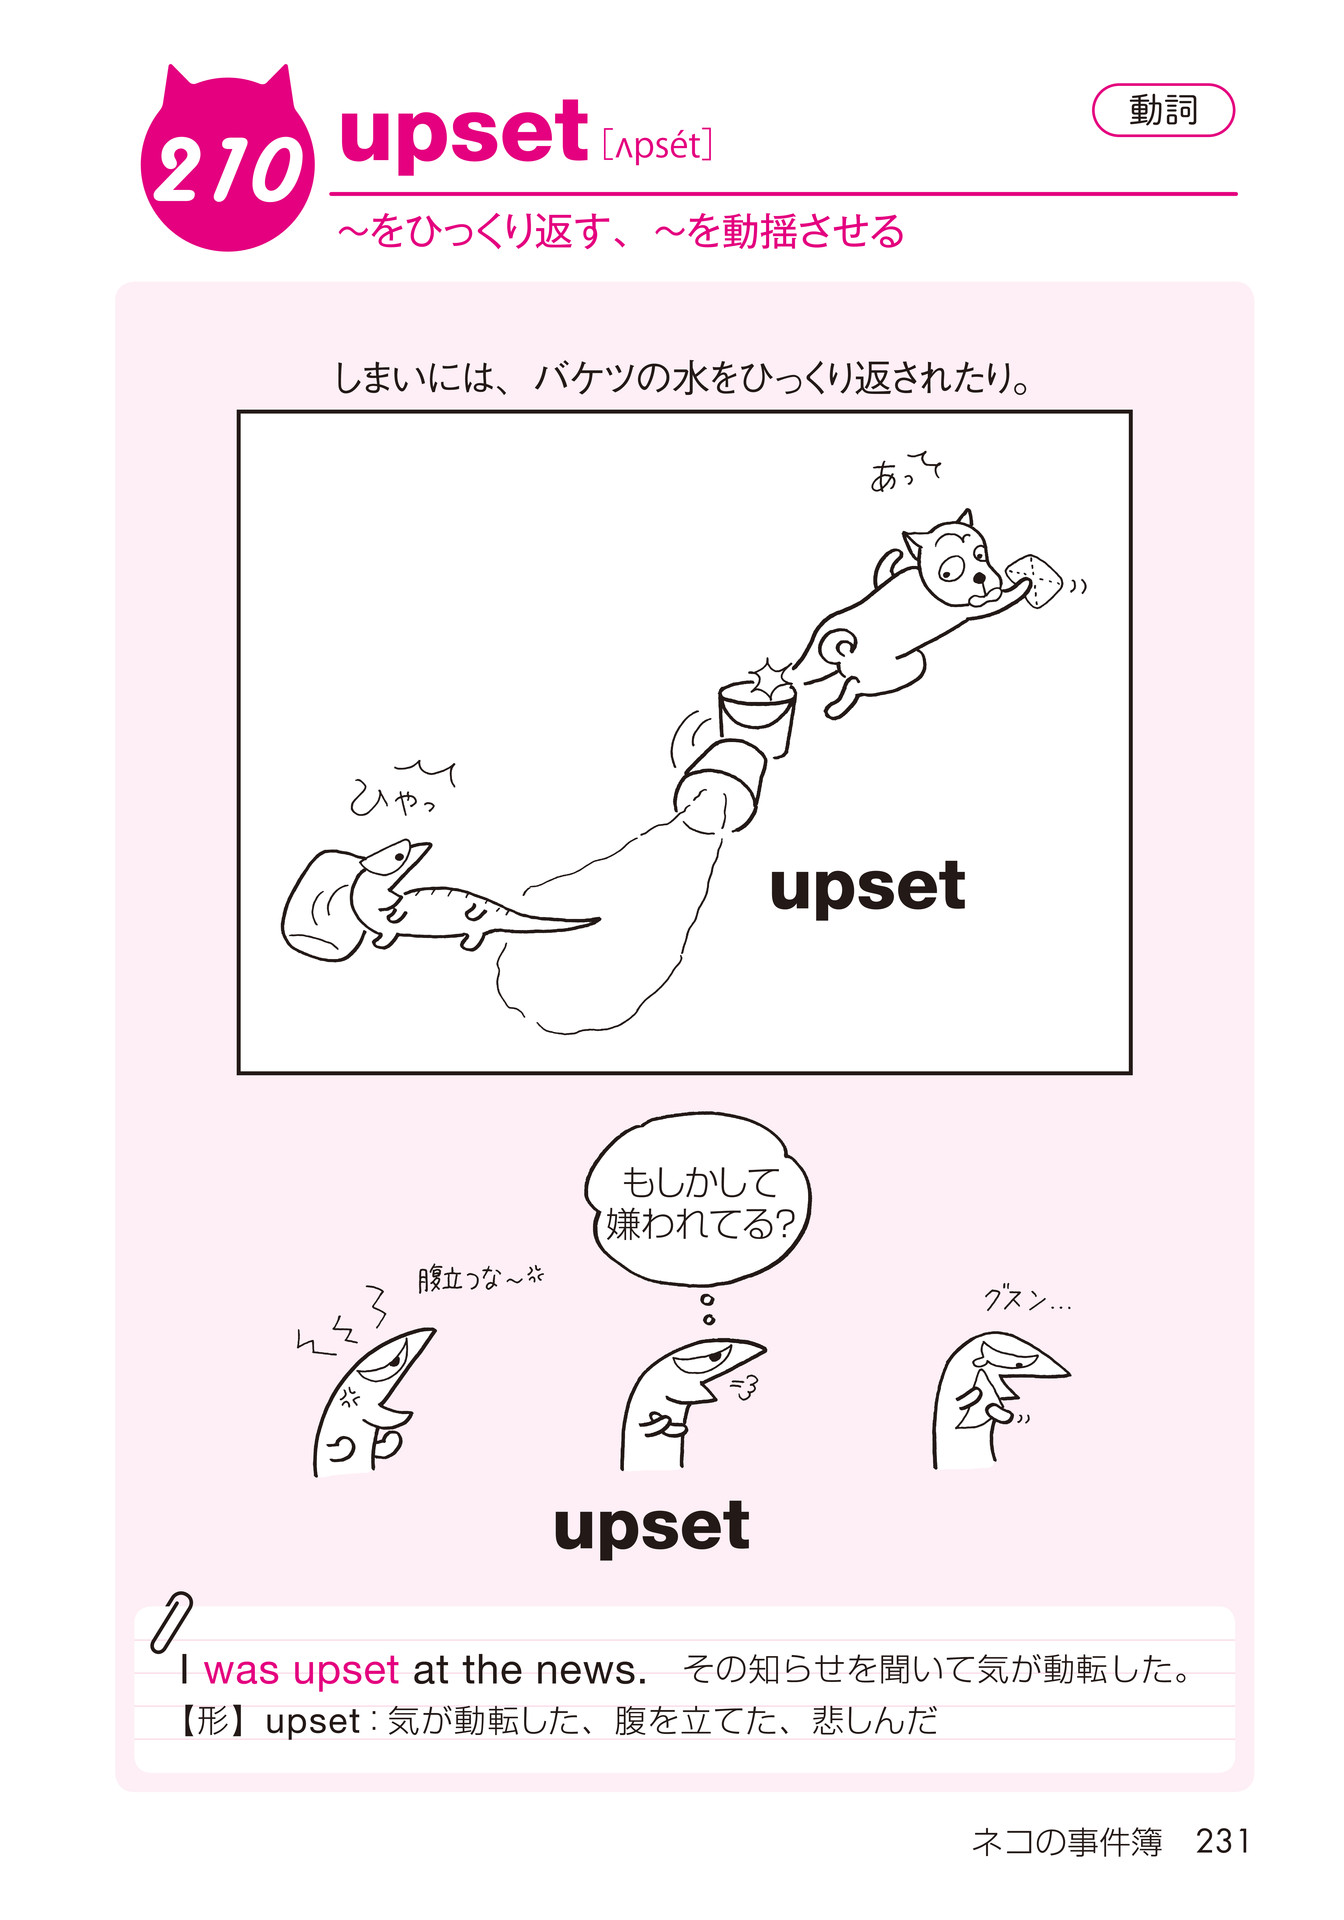 210
upset [ʌpsét]
動詞
～をひっくり返す、～を動揺させる
しまいには、バケツの水をひっくり返されたり。
あっ
ひゃっ
upset
もしかして
嫌われてる?
腹立つな～
グスン…
upset
I was upset at the news. その知らせを聞いて気が動転した。
【形】upset：気が動転した、腹を立てた、悲しんだ
ネコの事件簿 231